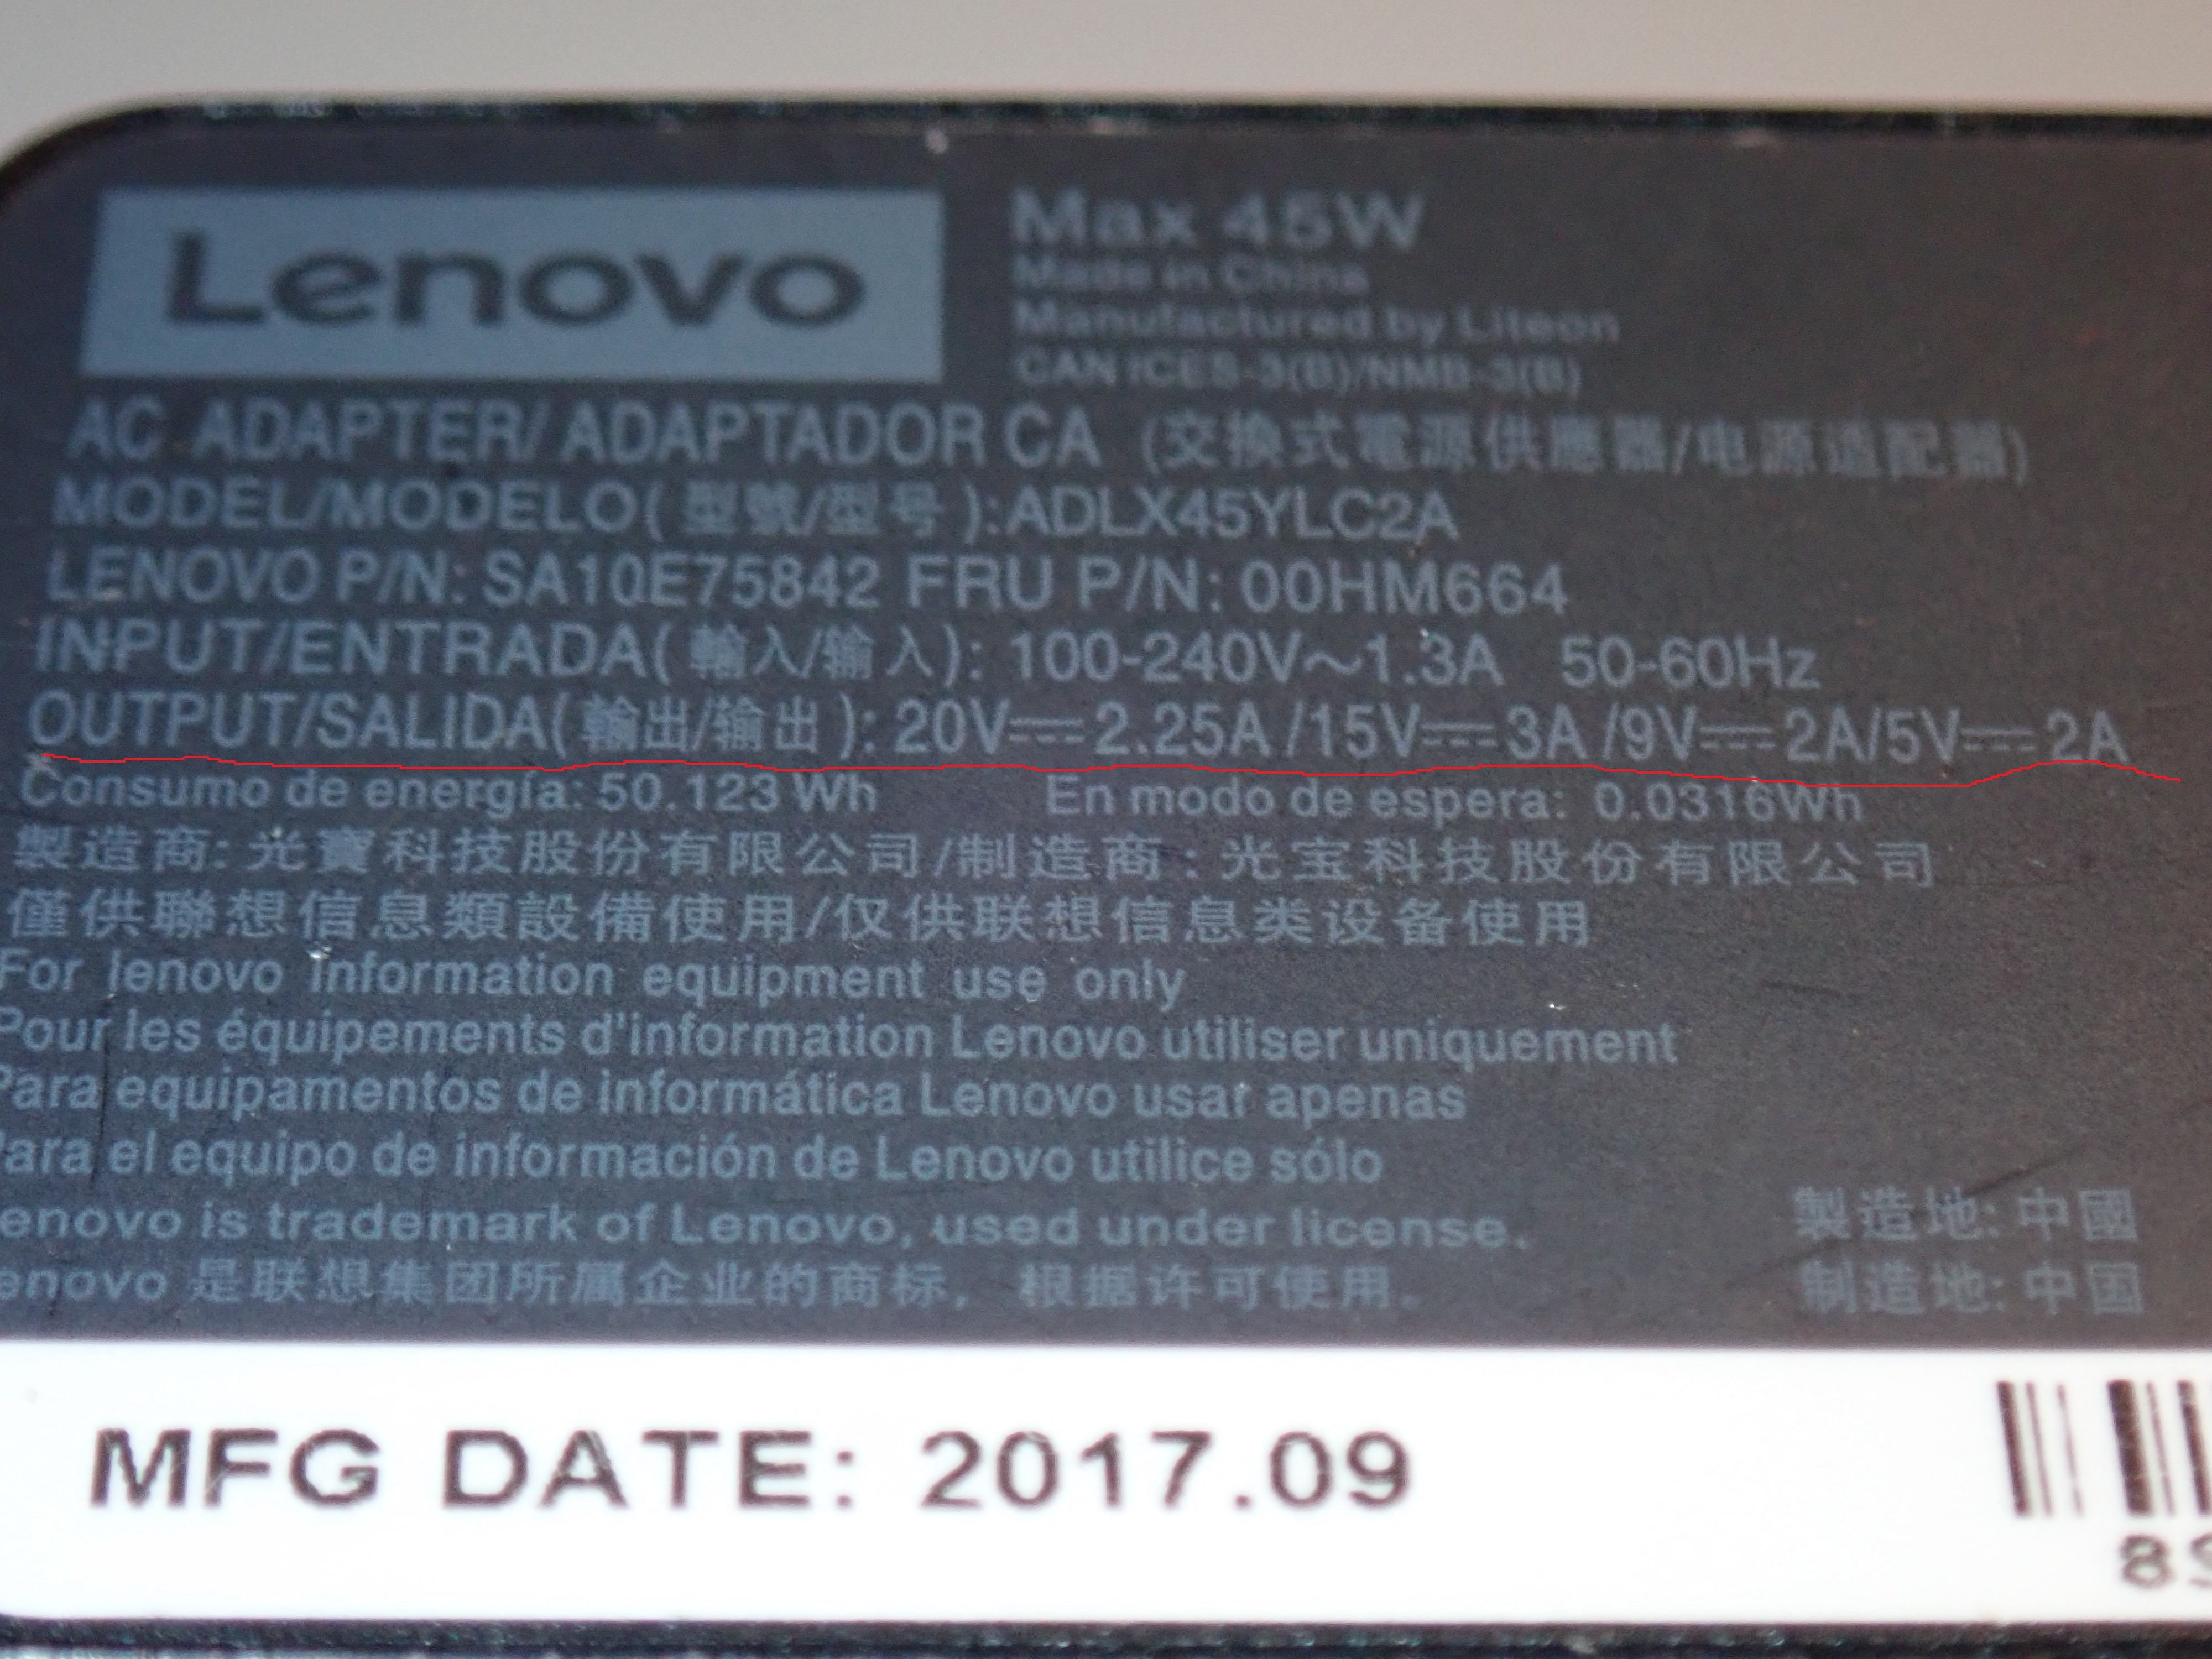 Lenovo
Max 45W
Made in China
Manufactured by Liteon
CAN ICES-3(B)/NMB-3(B)
AC ADAPTER/ ADAPTADOR CA (交換式電源供應器/电源适配器)
MODEL/MODELO( 型號/型号 ):ADLX45YLC2A
LENOVO P/N: SA10E75842 FRU P/N: 00HM664
INPUT/ENTRADA( 輸入/输入): 100-240V～1.3A 50-60Hz
OUTPUT/SALIDA( 輸出/输出 ): 20V⎓2.25A /15V⎓3A /9V⎓2A/5V⎓2A
Consumo de energía: 50.123 Wh En modo de espera: 0.0316Wh
製造商: 光寶科技股份有限公司/制造商: 光宝科技股份有限公司
僅供聯想信息類設備使用/仅供联想信息类设备使用
For lenovo information equipment use only
Pour les équipements d'information Lenovo utiliser uniquement
Para equipamentos de informática Lenovo usar apenas
ara el equipo de información de Lenovo utilice sólo
enovo is trademark of Lenovo, used under license.
enovo 是联想集团所属企业的商标，根据许可使用。
製造地: 中國
制造地: 中国
MFG DATE: 2017.09